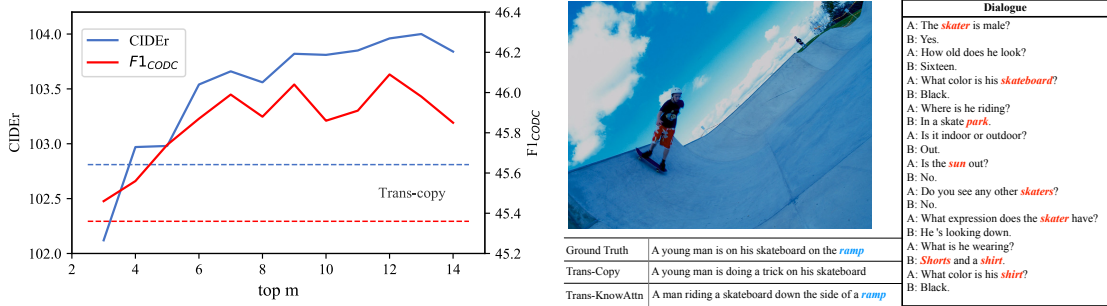 104.0
103.5
103.0
102.5
102.0
CIDEr
CIDEr
F1CODC
Trans-copy
2
4
6
8
10
12
14
top m
46.4
46.2
46.0
45.8
45.6
45.4
45.2
F1CODC
Ground Truth A young man is on his skateboard on the ramp
Trans-Copy A young man is doing a trick on his skateboard
Trans-KnowAttn A man riding a skateboard down the side of a ramp
Dialogue
A: The skater is male?
B: Yes.
A: How old does he look?
B: Sixteen.
A: What color is his skateboard?
B: Black.
A: Where is he riding?
B: In a skate park.
A: Is it indoor or outdoor?
B: Out.
A: Is the sun out?
B: No.
A: Do you see any other skaters?
B: No.
A: What expression does the skater have?
B: He 's looking down.
A: What is he wearing?
B: Shorts and a shirt.
A: What color is his shirt?
B: Black.